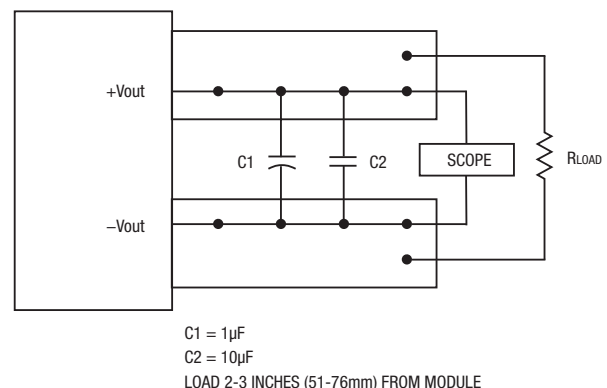 +Vout
C1
C2
SCOPE
RLOAD
−Vout
C1 = 1µF
C2 = 10µF
LOAD 2-3 INCHES (51-76mm) FROM MODULE